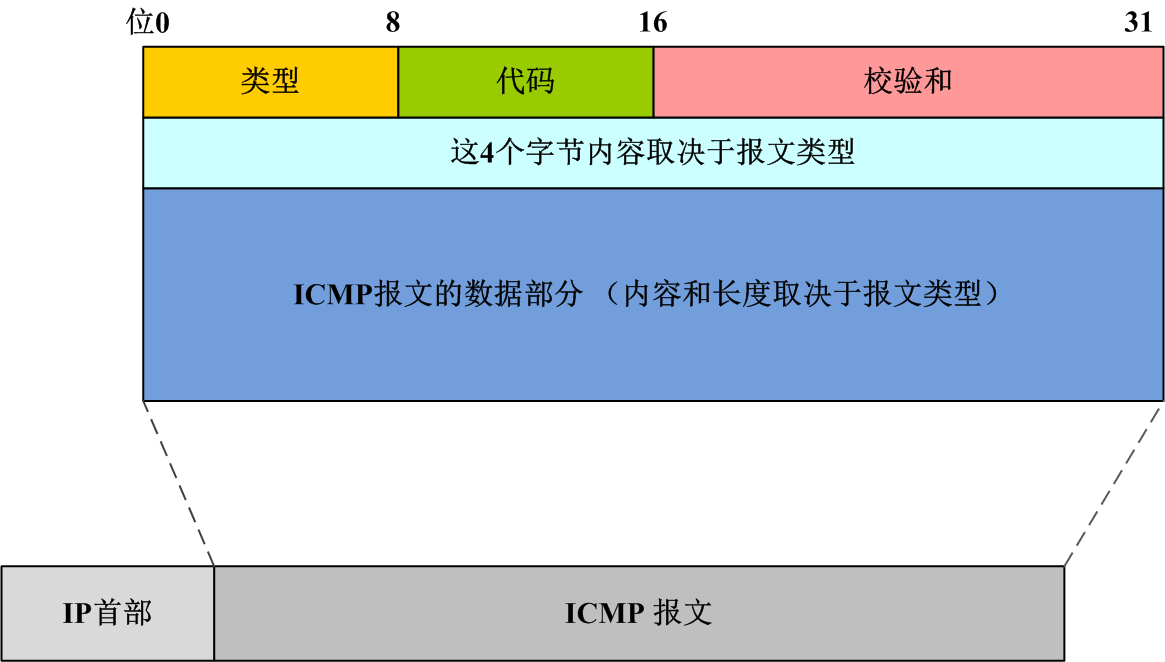 位0 8 16 31
类型 代码 校验和
这4个字节内容取决于报文类型
ICMP报文的数据部分 （内容和长度取决于报文类型）
IP首部 ICMP 报文